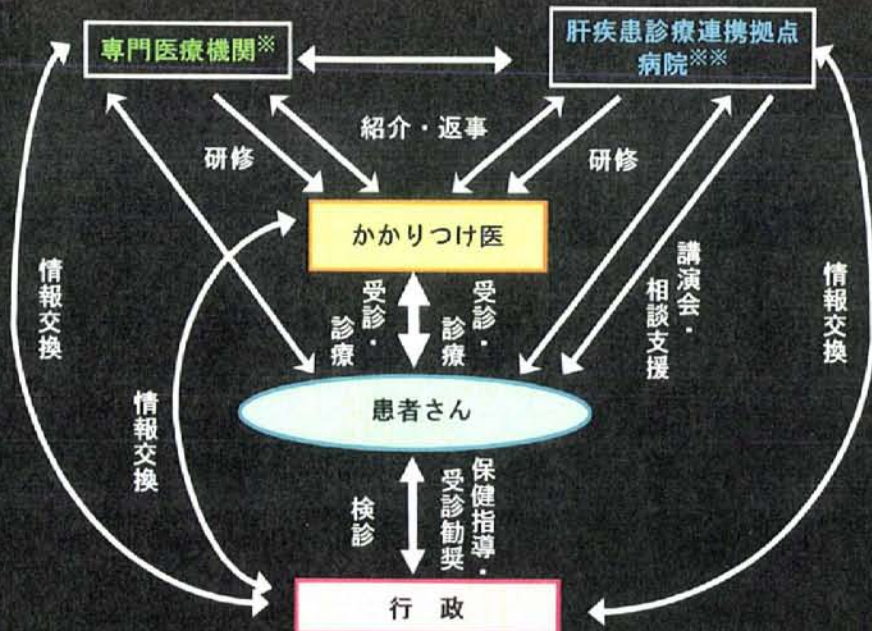 専門医療機関※
肝疾患診療連携拠点
病院※※
紹介・返事
研修
研修
かかりつけ医
情報交換
情報交換
受診・
診療
受診・
診療
講演会・
相談支援
情報交換
患者さん
検診
保健指導・
受診勧奨
行 政